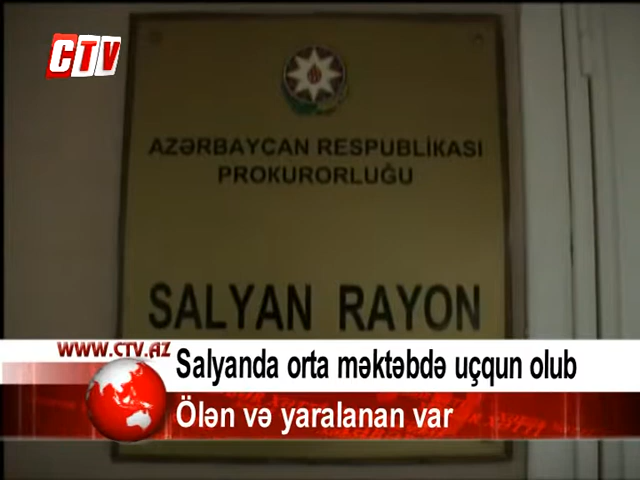 CTV
AZƏRBAYCAN RESPUBLİKASI
PROKURORLUĞU
SALYAN RAYON
WWW.CTV.AZ
Salyanda orta məktəbdə uçqun olub
Ölən və yaralanan var